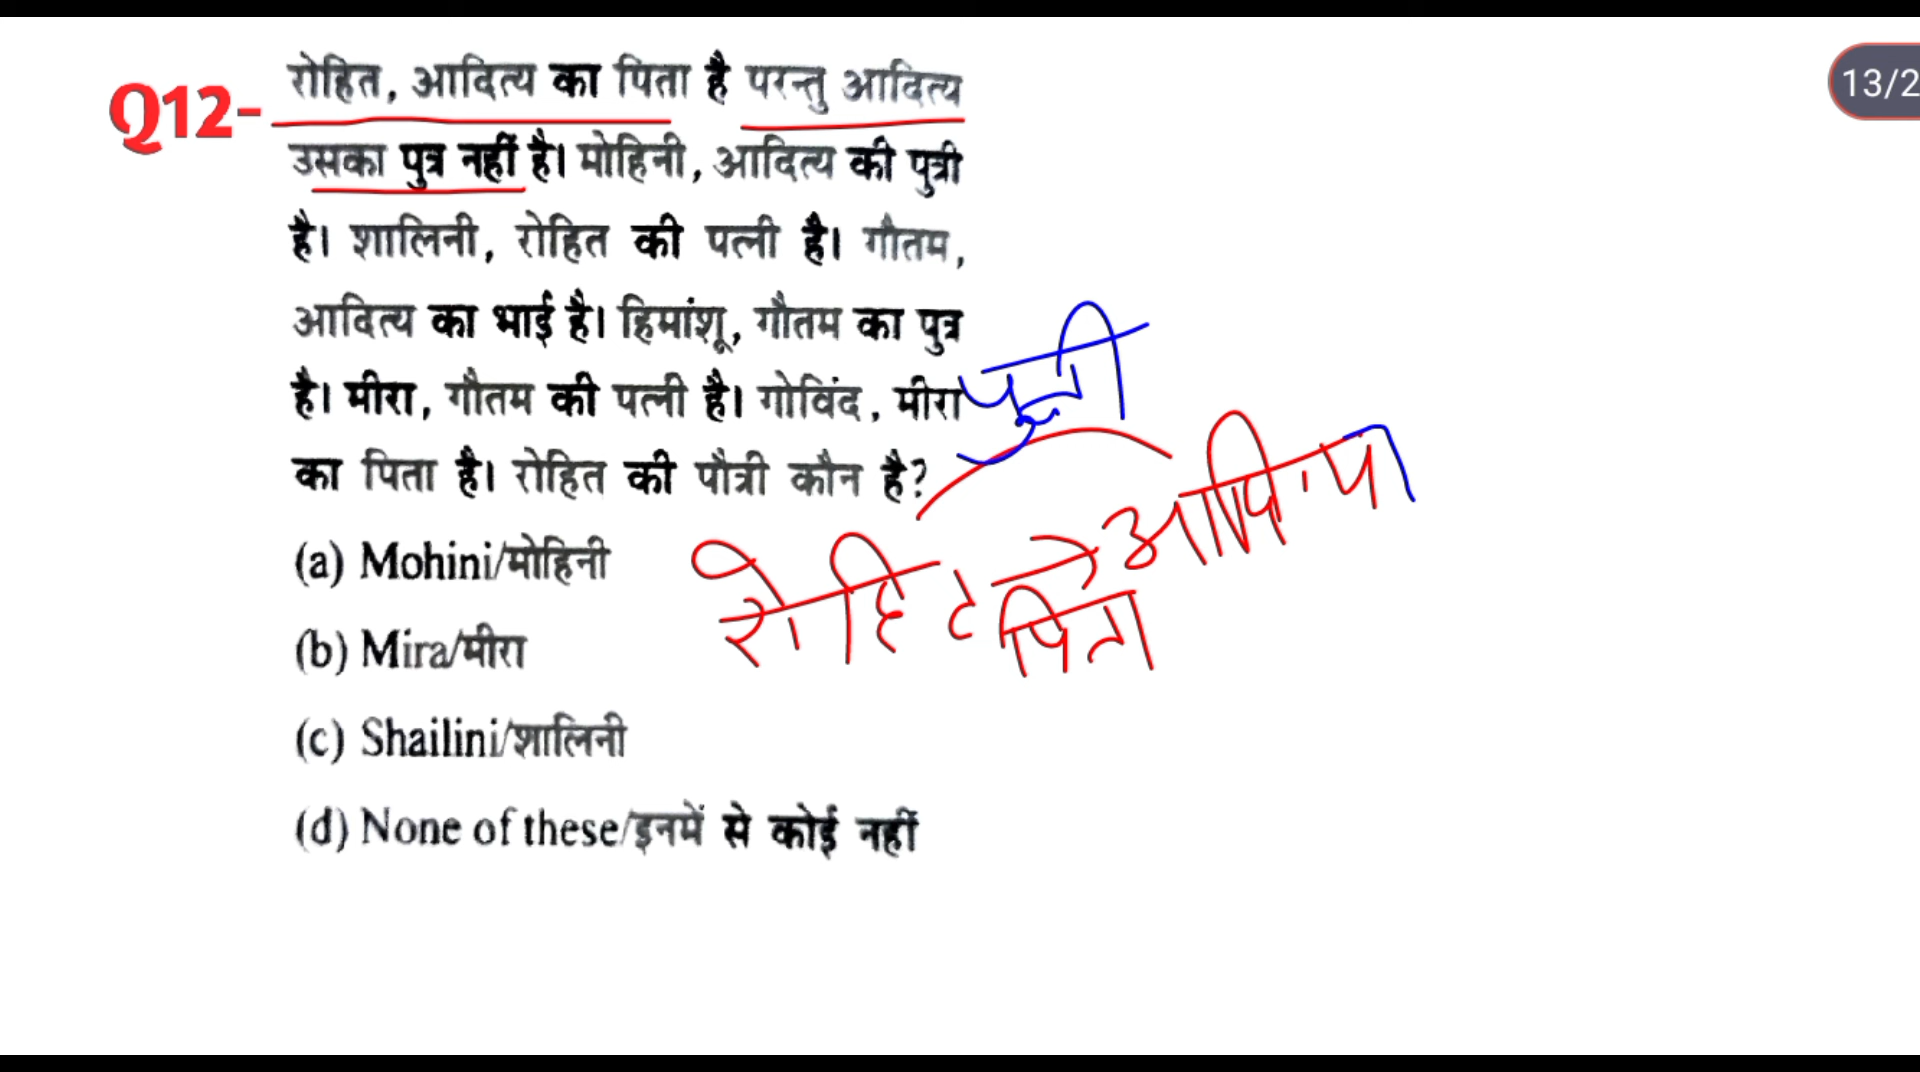 Q12-
रोहित, आदित्य का पिता है परन्तु आदित्य
उसका पुत्र नहीं है। मोहिनी, आदित्य की पुत्री
है। शालिनी, रोहित की पत्नी है। गौतम,
आदित्य का भाई है। हिमांशू, गौतम का पुत्र
है। मीरा, गौतम की पत्नी है। गोविंद, मीरा
का पिता है। रोहित की पौत्री कौन है?
(a) Mohini/मोहिनी
(b) Mira/मीरा
(c) Shailini/शालिनी
(d) None of these/इनमें से कोई नहीं
13/2
पुत्री
रोहित
पिता